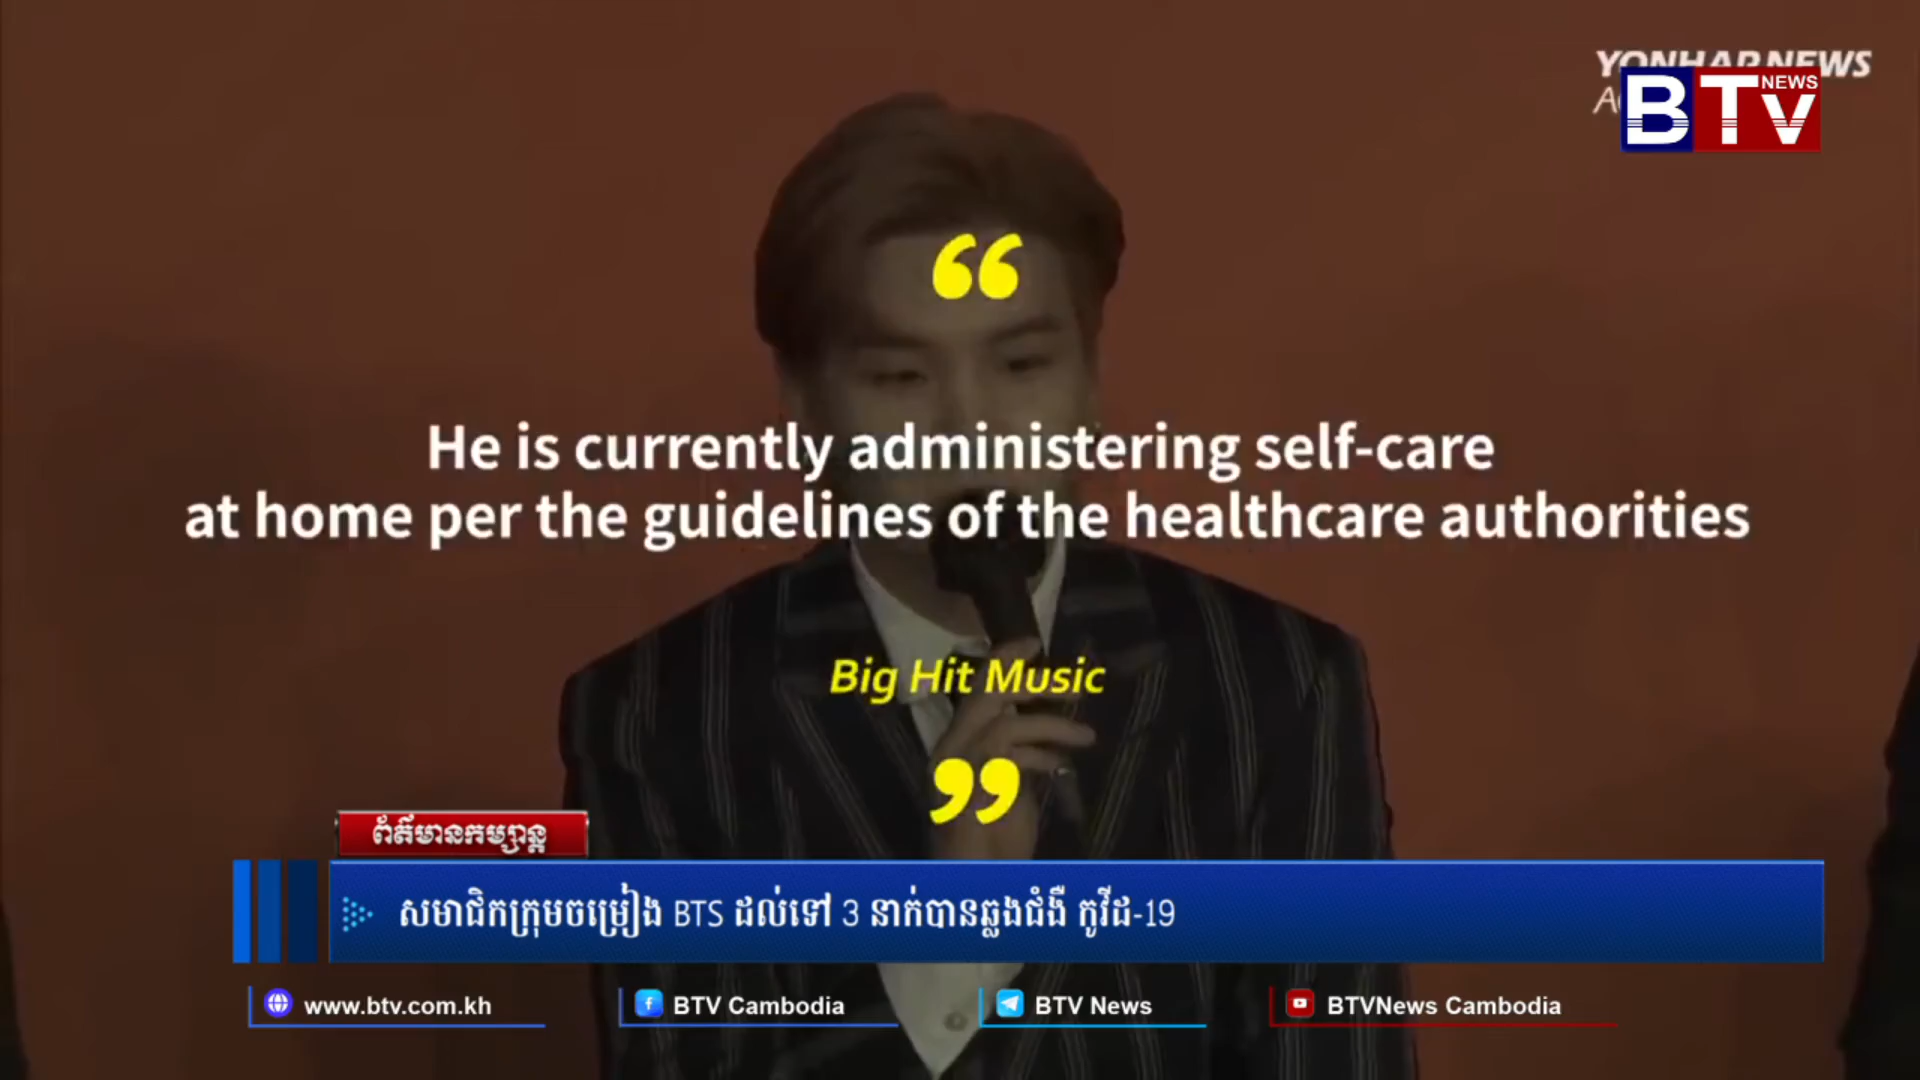 YONHAP NEWS
BTV NEWS
“
He is currently administering self-care
at home per the guidelines of the healthcare authorities
Big Hit Music
”
ព័ត៌មានកម្សាន្ត
សមាជិកក្រុមចម្រៀង BTS ដល់ទៅ 3 នាក់បានឆ្លងជំងឺ កូវីដ-19
www.btv.com.kh
BTV Cambodia
BTV News
BTVNews Cambodia